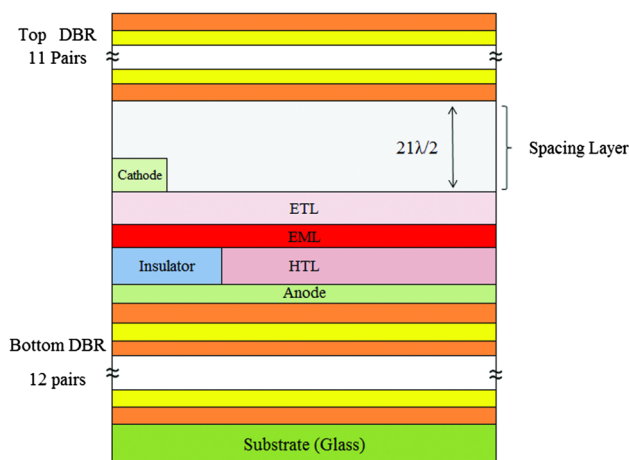 Top DBR
11 Pairs
21λ/2
Spacing Layer
Cathode
ETL
EML
Insulator
HTL
Anode
Bottom DBR
12 pairs
Substrate (Glass)